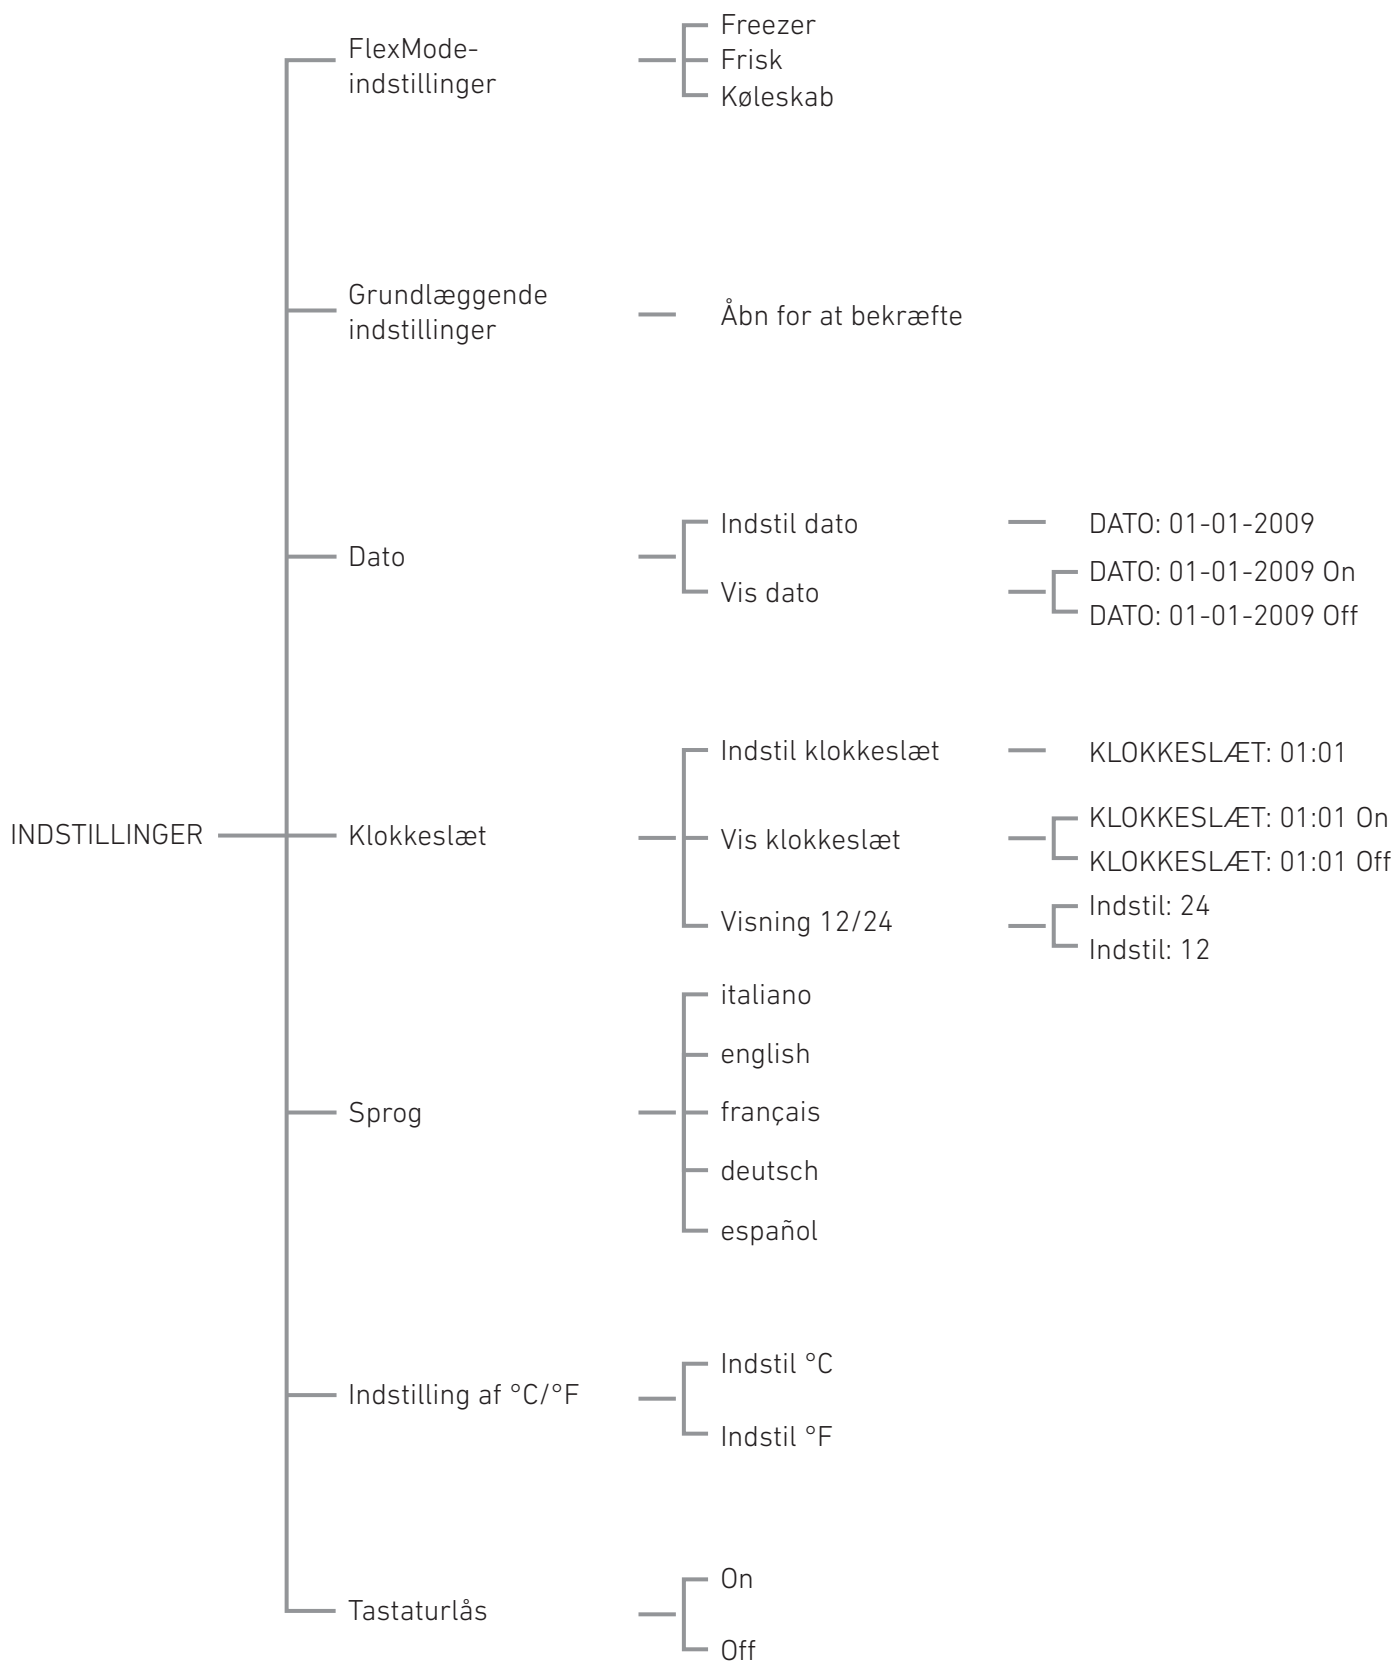 FlexMode-
indstillinger
Freezer
Frisk
Køleskab
Grundlæggende
indstillinger
Åbn for at bekræfte
Dato
Indstil dato
DATO: 01-01-2009
Vis dato
DATO: 01-01-2009 On
DATO: 01-01-2009 Off
INDSTILLINGER
Klokkeslæt
Indstil klokkeslæt
KLOKKESLÆT: 01:01
Vis klokkeslæt
KLOKKESLÆT: 01:01 On
KLOKKESLÆT: 01:01 Off
Visning 12/24
Indstil: 24
Indstil: 12
Sprog
italiano
english
français
deutsch
español
Indstilling af °C/°F
Indstil °C
Indstil °F
Tastaturlås
On
Off